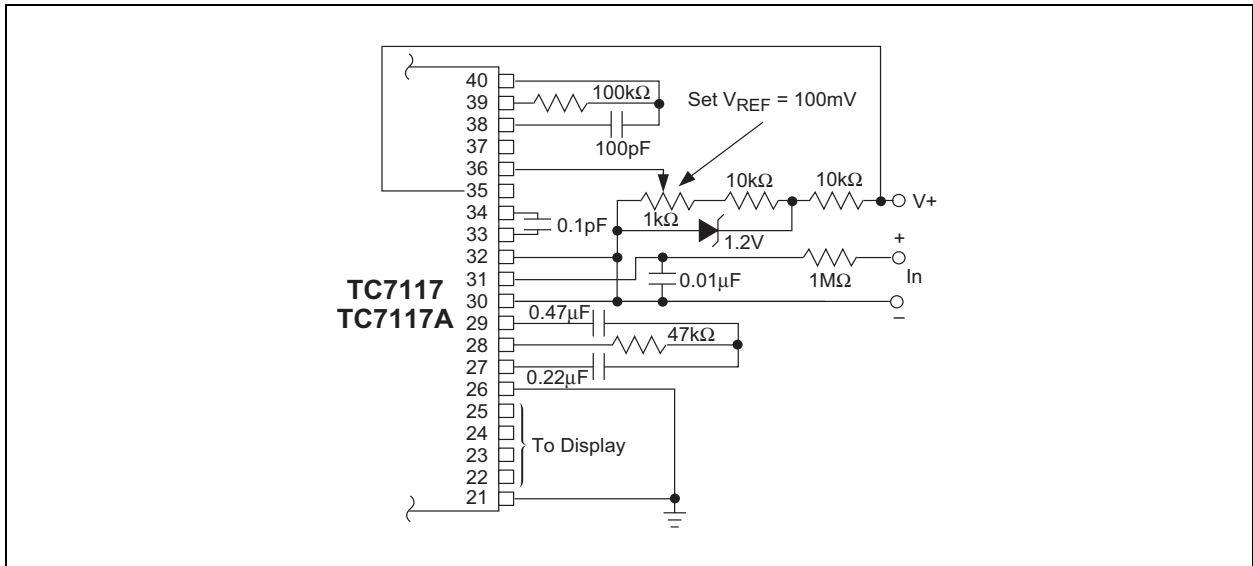 40
39
38
37
36
35
34
33
32
31
30
29
28
27
26
25
24
23
22
21
TC7117
TC7117A
100kΩ
100pF
Set VREF = 100mV
10kΩ
10kΩ
V+
1kΩ
0.1pF
1.2V
+
In
–
0.01μF
1MΩ
0.47μF
47kΩ
0.22μF
To Display